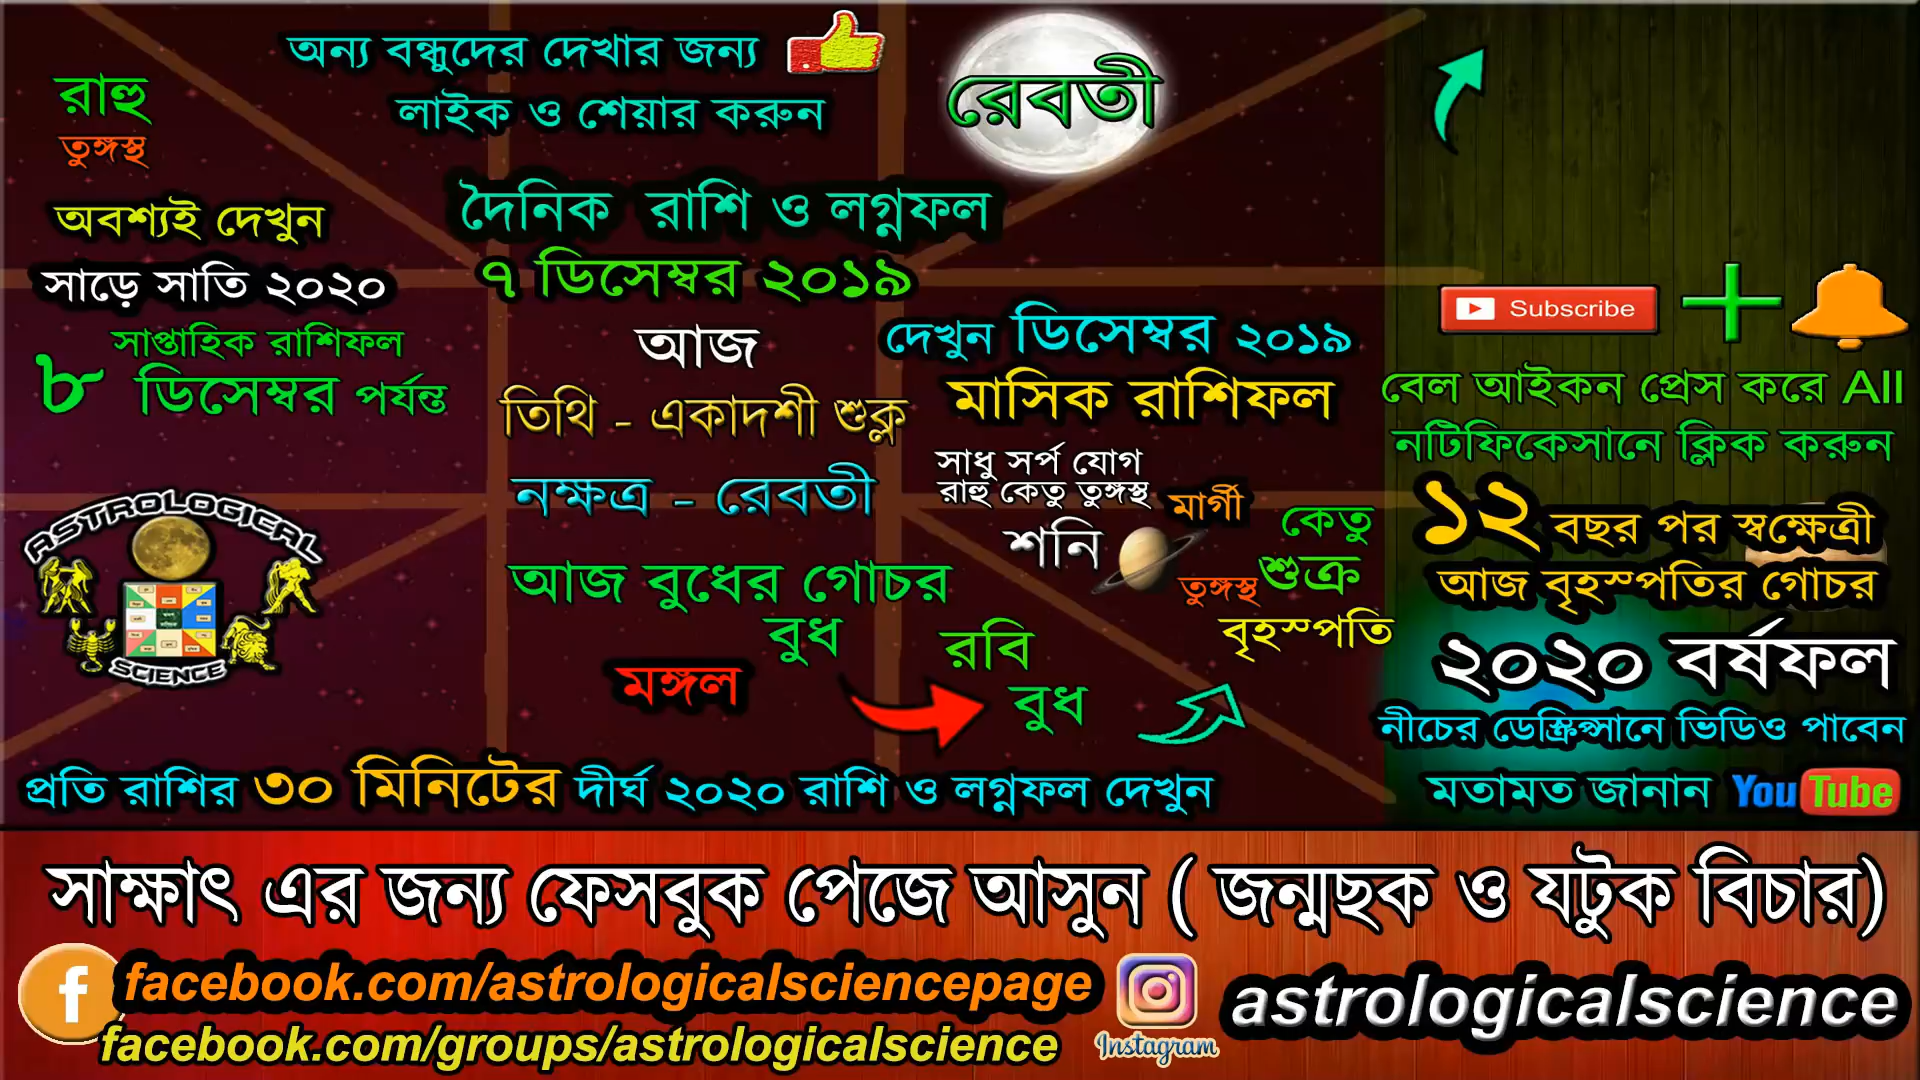 অন্য বন্ধুদের দেখার জন্য
লাইক ও শেয়ার করুন
রেবতী
রাহু
তুঙ্গস্থ
অবশ্যই দেখুন
সাড়ে সাতি ২০২০
সাপ্তাহিক রাশিফল
৮ ডিসেম্বর পর্যন্ত
দৈনিক রাশি ও লগ্নফল
৭ ডিসেম্বর ২০১৯
আজ
তিথি - একাদশী শুক্ল
নক্ষত্র - রেবতী
আজ বুধের গোচর
বুধ
মঙ্গল
দেখুন ডিসেম্বর ২০১৯
মাসিক রাশিফল
সাধু সর্প যোগ
রাহু কেতু তুঙ্গস্থ
শনি
মার্গী
তুঙ্গস্থ
কেতু
শুক্র
বৃহস্পতি
রবি
বুধ
Subscribe
বেল আইকন প্রেস করে All
নটিফিকেসানে ক্লিক করুন
১২ বছর পর স্বক্ষেত্রী
আজ বৃহস্পতির গোচর
২০২০ বর্ষফল
নীচের ডেস্ক্রিপ্সানে ভিডিও পাবেন
মতামত জানান YouTube
ASTROLOGICAL
SCIENCE
প্রতি রাশির ৩০ মিনিটের দীর্ঘ ২০২০ রাশি ও লগ্নফল দেখুন
সাক্ষাৎ এর জন্য ফেসবুক পেজে আসুন ( জন্মছক ও যটুক বিচার)
facebook.com/astrologicalsciencepage
facebook.com/groups/astrologicalscience
Instagram
astrologicalscience